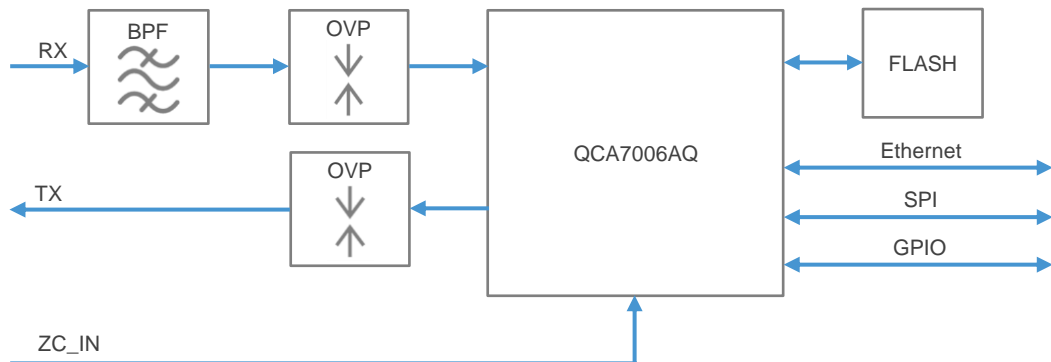 RX
BPF
OVP
QCA7006AQ
FLASH
Ethernet
SPI
GPIO
TX
OVP
ZC_IN